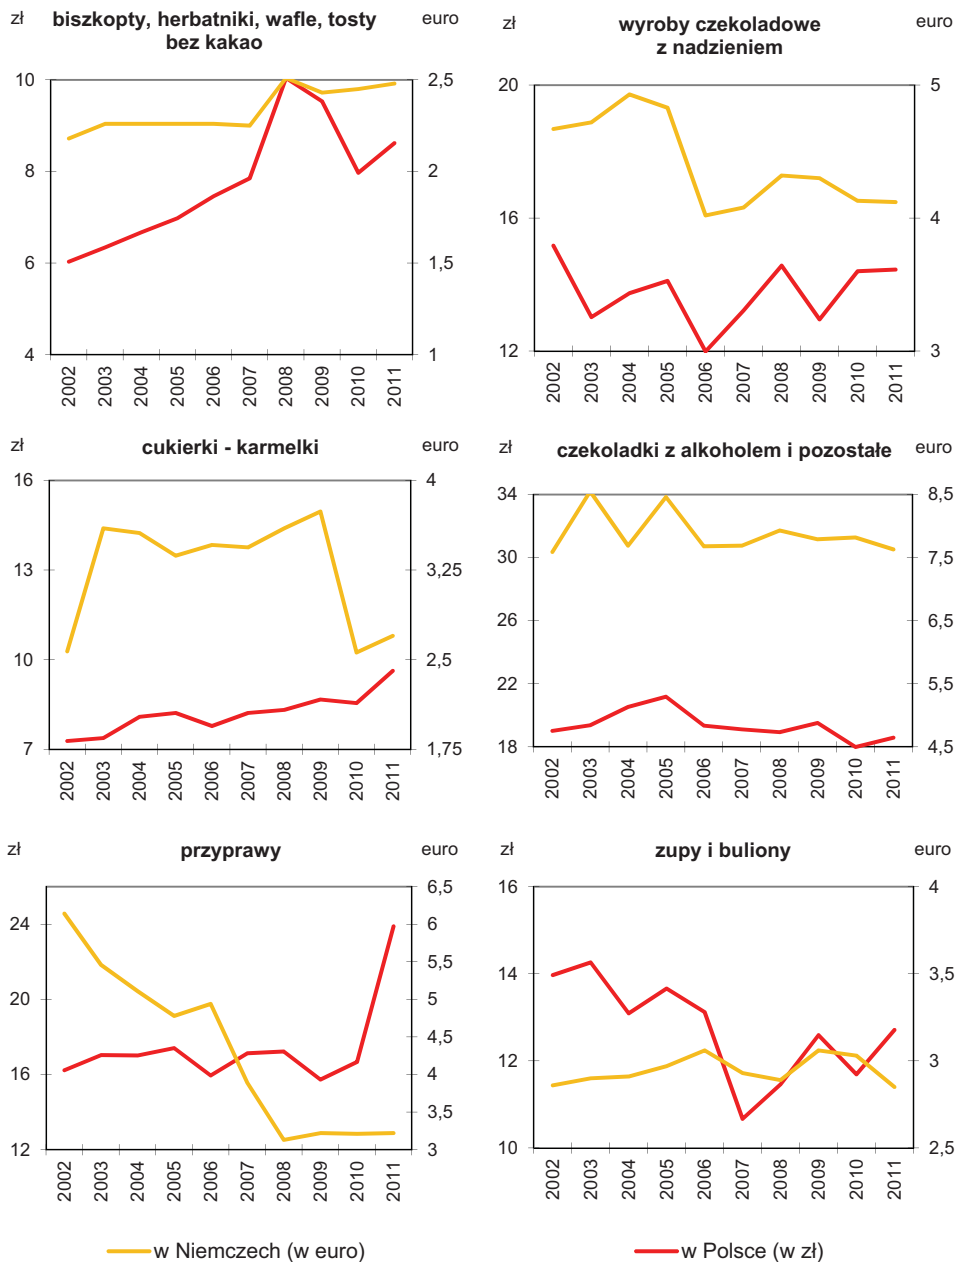 zł biszkopty, herbatniki, wafle, tosty euro
bez kakao
10 2,5
8 2
6 1,5
4 1
2002 2003 2004 2005 2006 2007 2008 2009 2010 2011
zł wyroby czekoladowe euro
z nadzieniem
20 5
16 4
12 3
2002 2003 2004 2005 2006 2007 2008 2009 2010 2011
zł cukierki - karmelki euro
16 4
13 3,25
10 2,5
7 1,75
2002 2003 2004 2005 2006 2007 2008 2009 2010 2011
zł czekoladki z alkoholem i pozostałe euro
34 8,5
30 7,5
26 6,5
22 5,5
18 4,5
2002 2003 2004 2005 2006 2007 2008 2009 2010 2011
zł przyprawy euro
6,5
24 6
5,5
20 5
4,5
16 4
3,5
12 3
2002 2003 2004 2005 2006 2007 2008 2009 2010 2011
zł zupy i buliony euro
16 4
14 3,5
12 3
10 2,5
2002 2003 2004 2005 2006 2007 2008 2009 2010 2011
w Niemczech (w euro) w Polsce (w zł)